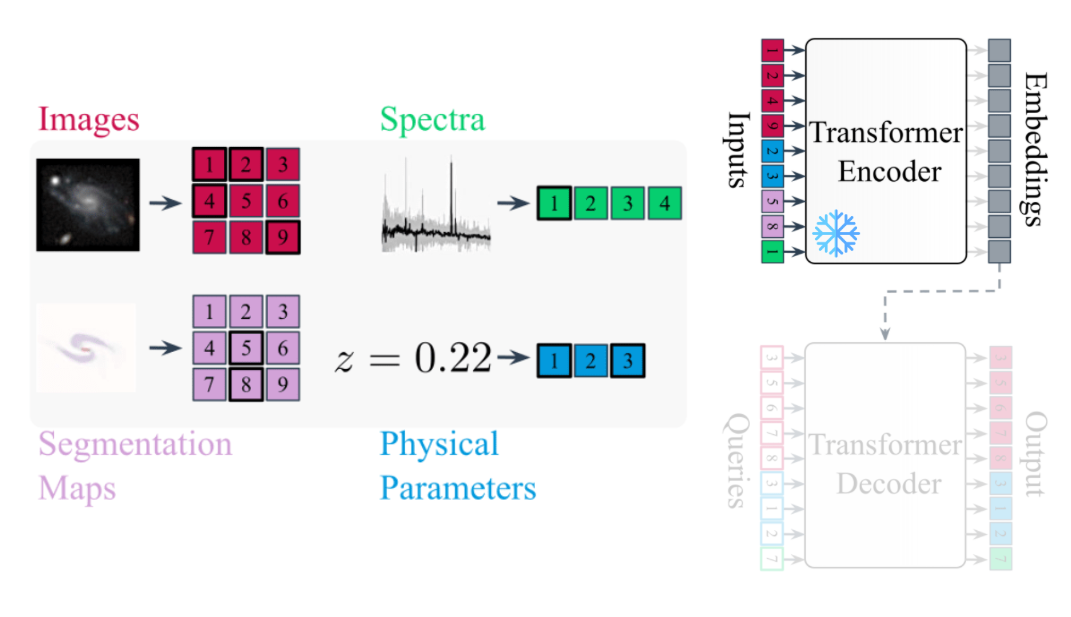 Images
Spectra
1 2 3
4 5 6
7 8 9
1 2 3 4
1 2 3
4 5 6
7 8 9
z = 0.22
1 2 3
Segmentation
Maps
Physical
Parameters
Inputs
1
2
4
9
2
3
5
8
1
Transformer
Encoder
Embeddings
Queries
3
5
6
7
8
3
1
2
7
Transformer
Decoder
3
5
6
7
8
3
1
2
7
Output